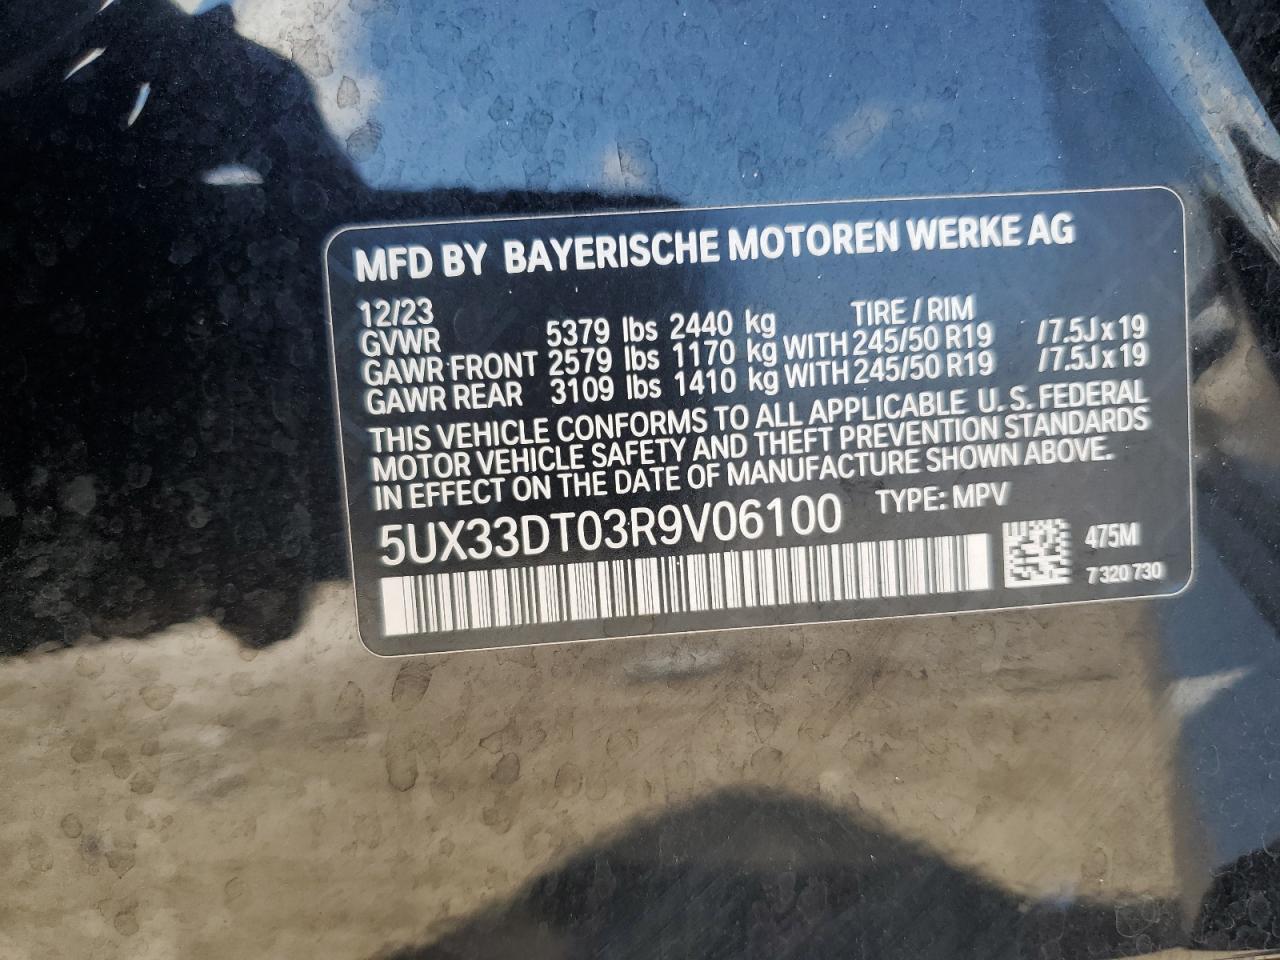 MFD BY BAYERISCHE MOTOREN WERKE AG
12/23 TIRE / RIM
GVWR 5379 lbs 2440 kg
GAWR FRONT 2579 lbs 1170 kg WITH 245/50 R19 /7.5J x 19
GAWR REAR 3109 lbs 1410 kg WITH 245/50 R19 /7.5J x 19
THIS VEHICLE CONFORMS TO ALL APPLICABLE U. S. FEDERAL
MOTOR VEHICLE SAFETY AND THEFT PREVENTION STANDARDS
IN EFFECT ON THE DATE OF MANUFACTURE SHOWN ABOVE.
5UX33DT03R9V06100 TYPE: MPV
475M
7 320 730